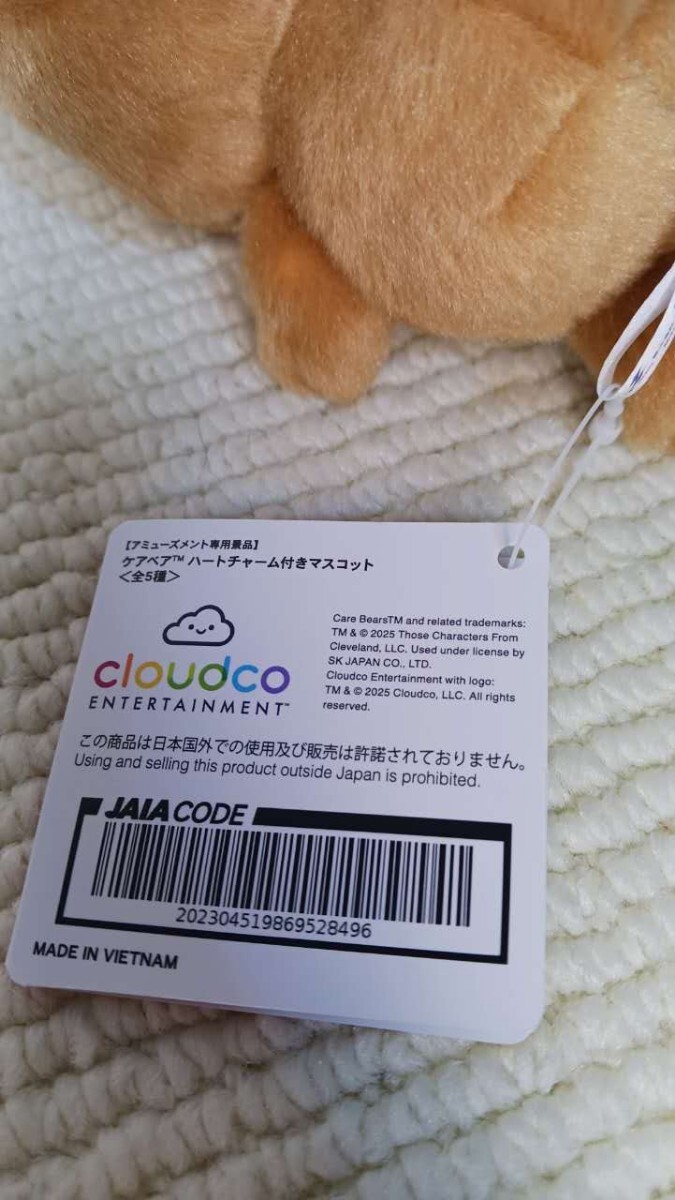 【アミューズメント専用景品】
ケアベア™ ハートチャーム付きマスコット
＜全5種＞
cloudco
ENTERTAINMENT™
Care BearsTM and related trademarks:
TM & © 2025 Those Characters From
Cleveland, LLC. Used under license by
SK JAPAN CO., LTD.
Cloudco Entertainment with logo:
TM & © 2025 Cloudco, LLC. All rights
reserved.
この商品は日本国外での使用及び販売は許諾されておりません。
Using and selling this product outside Japan is prohibited.
JAIA CODE
202304519869528496
MADE IN VIETNAM